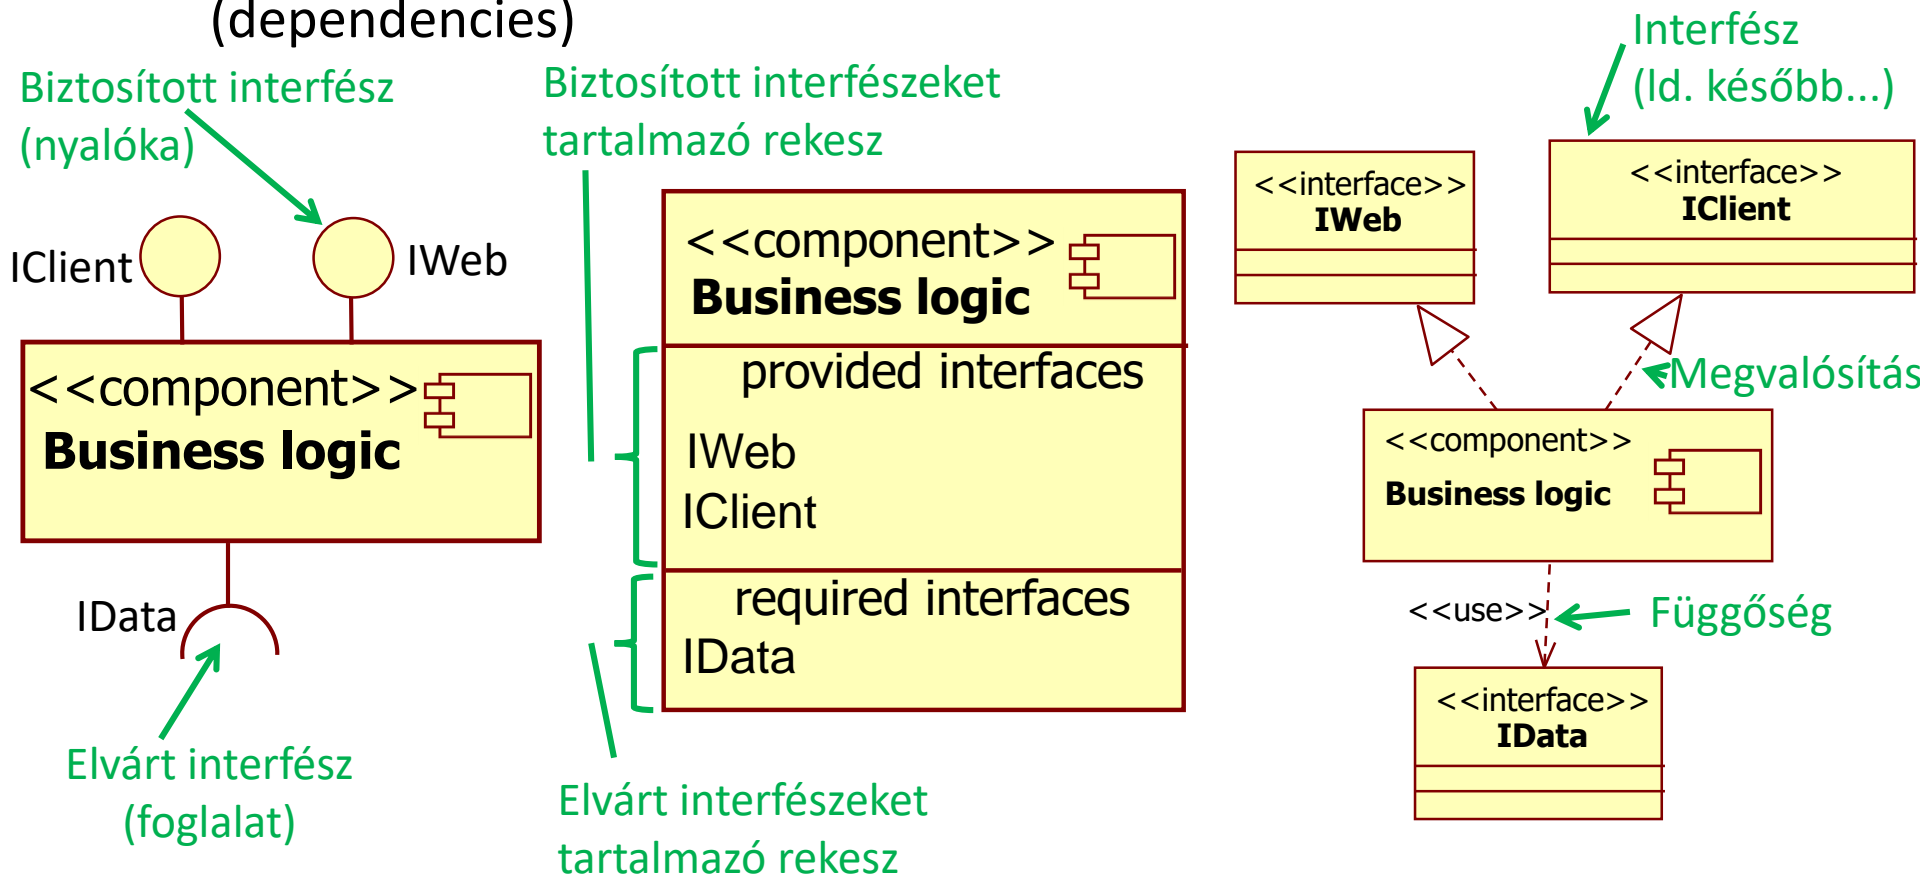 (dependencies)
Biztosított interfész
(nyalóka)
IClient
IWeb
<<component>>
Business logic
IData
Elvárt interfész
(foglalat)
Biztosított interfészeket
tartalmazó rekesz
<<component>>
Business logic
provided interfaces
IWeb
IClient
required interfaces
IData
Elvárt interfészeket
tartalmazó rekesz
Interfész
(ld. később...)
<<interface>>
IWeb
<<interface>>
IClient
Megvalósítás
<<component>>
Business logic
<<use>>
Függőség
<<interface>>
IData